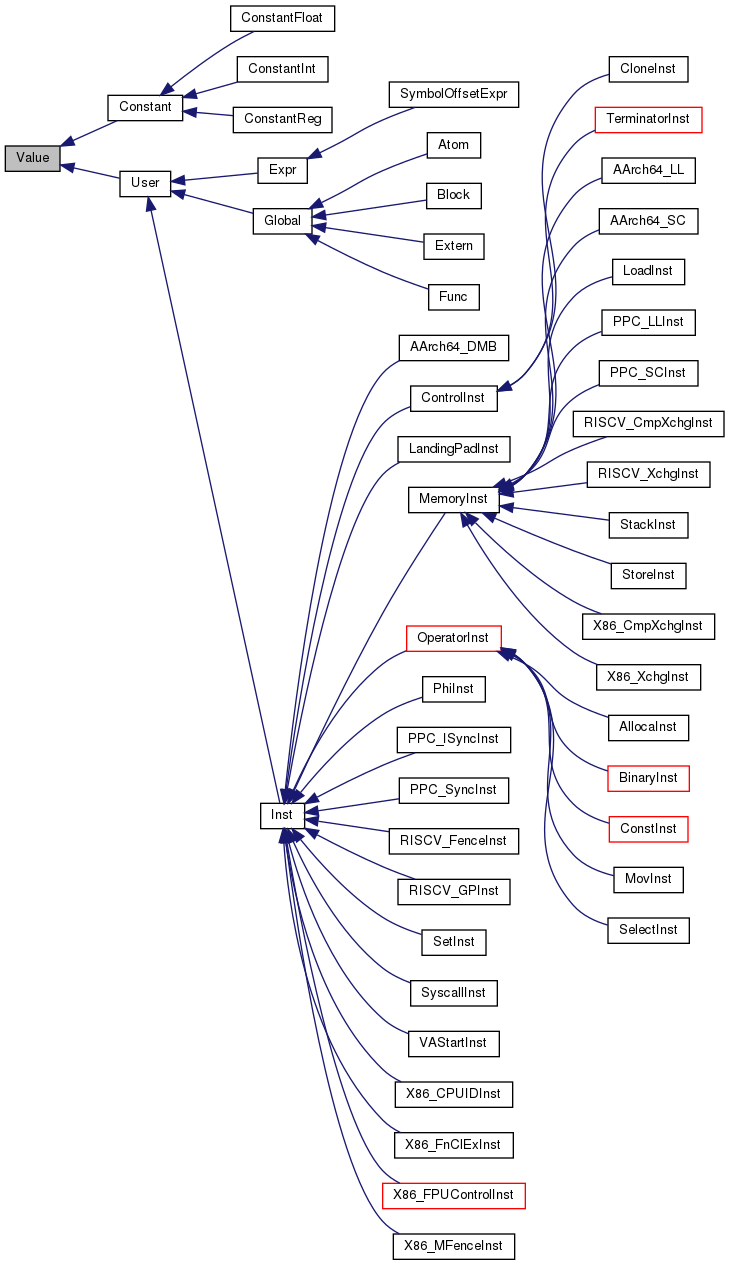 Value
Constant
ConstantFloat
ConstantInt
ConstantReg
User
Expr
SymbolOffsetExpr
Global
Atom
Block
Extern
Func
Inst
AArch64_DMB
ControlInst
CloneInst
TerminatorInst
LandingPadInst
MemoryInst
AArch64_LL
AArch64_SC
LoadInst
PPC_LLInst
PPC_SCInst
RISCV_CmpXchgInst
RISCV_XchgInst
StackInst
StoreInst
X86_CmpXchgInst
X86_XchgInst
OperatorInst
AllocaInst
BinaryInst
ConstInst
MovInst
SelectInst
PhiInst
PPC_ISyncInst
PPC_SyncInst
RISCV_FenceInst
RISCV_GPInst
SetInst
SyscallInst
VAStartInst
X86_CPUIDInst
X86_FnClExInst
X86_FPUControlInst
X86_MFenceInst